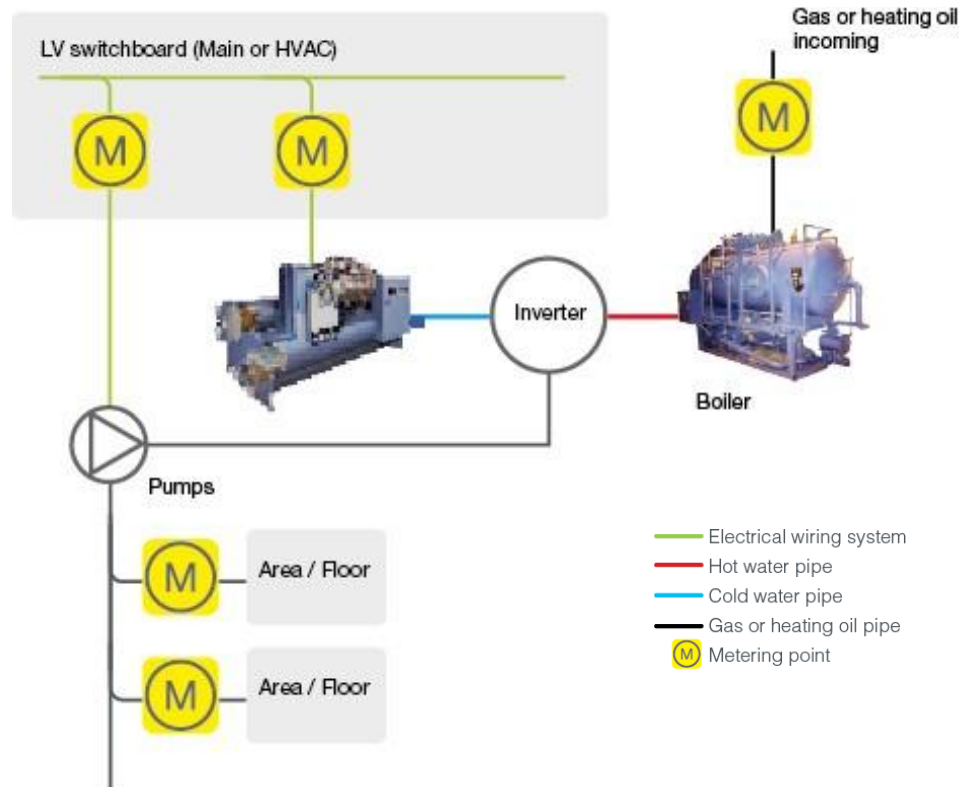 Gas or heating oil
incoming
LV switchboard (Main or HVAC)
M
M
M
Inverter
Boiler
Pumps
M
Area / Floor
M
Area / Floor
Electrical wiring system
Hot water pipe
Cold water pipe
Gas or heating oil pipe
M
Metering point